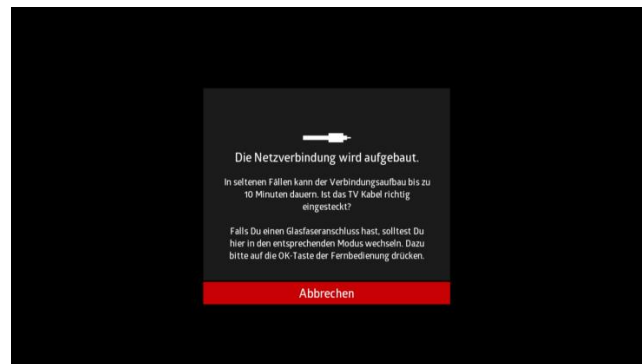 Die Netzverbindung wird aufgebaut.
In seltenen Fällen kann der Verbindungsaufbau bis zu
10 Minuten dauern. Ist das TV Kabel richtig
eingesteckt?
Falls Du einen Glasfaseranschluss hast, solltest Du
hier in den entsprechenden Modus wechseln. Dazu
bitte auf die OK-Taste der Fernbedienung drücken.
Abbrechen